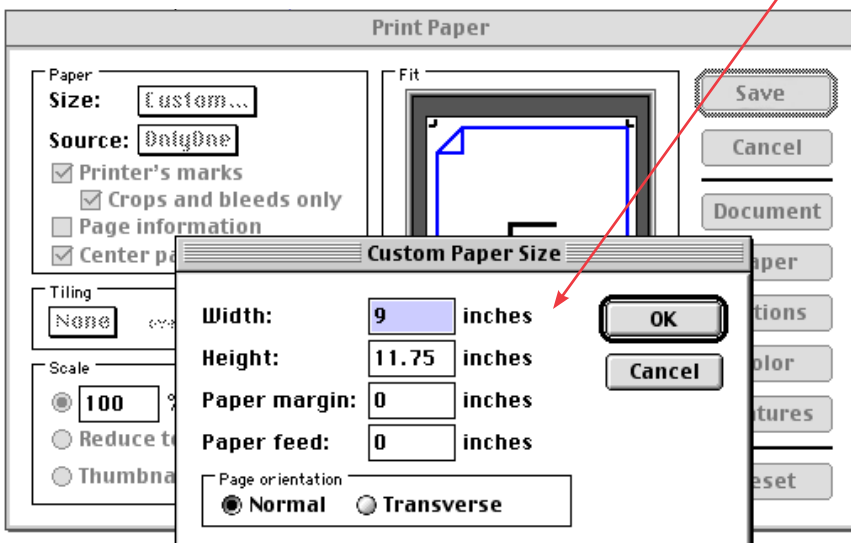 Print Paper
Paper
Size: Custom...
Source: OnlyOne
Printer's marks
Crops and bleeds only
Page information
Center pa
Tiling
None
Scale
100 %
Reduce to
Thumbna
Fit
Save
Cancel
Document
aper
tions
olor
tures
eset
Custom Paper Size
Width: 9 inches
Height: 11.75 inches
Paper margin: 0 inches
Paper feed: 0 inches
Page orientation
Normal Transverse
OK
Cancel